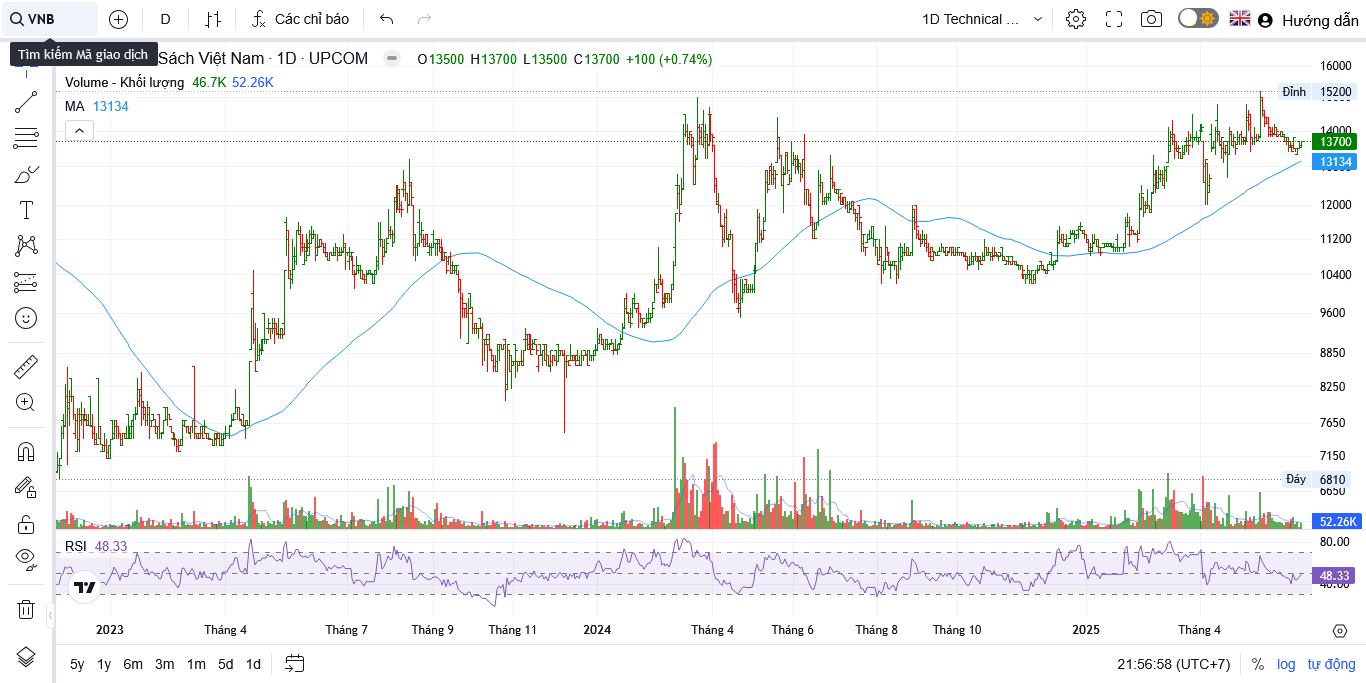 VNB D Các chỉ báo 1D Technical ... Hướng dẫn
Tìm kiếm Mã giao dịch
Sách Việt Nam · 1D · UPCOM O13500 H13700 L13500 C13700 +100 (+0.74%)
Volume - Khối lượng 46.7K 52.26K
MA 13134
16000
Đỉnh 15200
14000
13700
13134
12000
11200
10400
9600
8850
8250
7650
7150
Đáy 6810
6650
52.26K
RSI 48.33
80.00
48.33
40.00
2023 Tháng 4 Tháng 7 Tháng 9 Tháng 11 2024 Tháng 4 Tháng 6 Tháng 8 Tháng 10 2025 Tháng 4
5y 1y 6m 3m 1m 5d 1d 21:56:58 (UTC+7) % log tự động